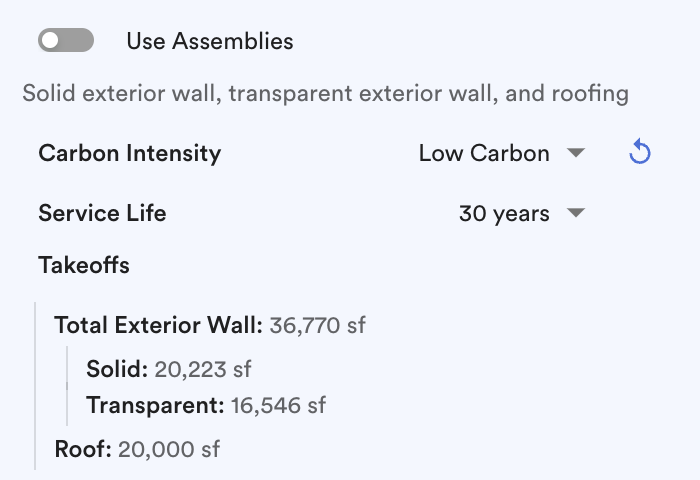 Use Assemblies
Solid exterior wall, transparent exterior wall, and roofing
Carbon Intensity Low Carbon
Service Life 30 years
Takeoffs
Total Exterior Wall: 36,770 sf
Solid: 20,223 sf
Transparent: 16,546 sf
Roof: 20,000 sf